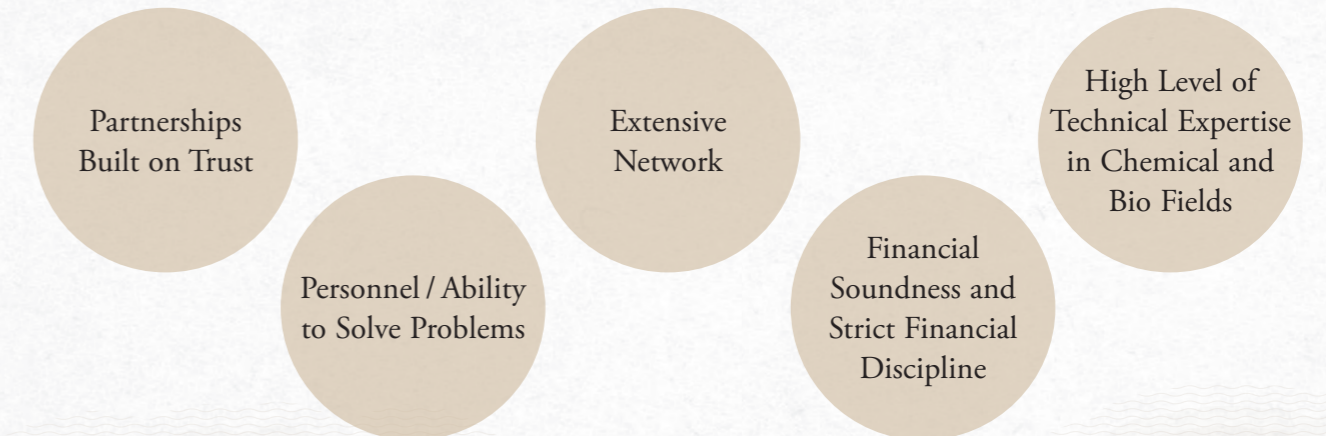 Partnerships
Built on Trust
Personnel / Ability
to Solve Problems
Extensive
Network
Financial
Soundness and
Strict Financial
Discipline
High Level of
Technical Expertise
in Chemical and
Bio Fields